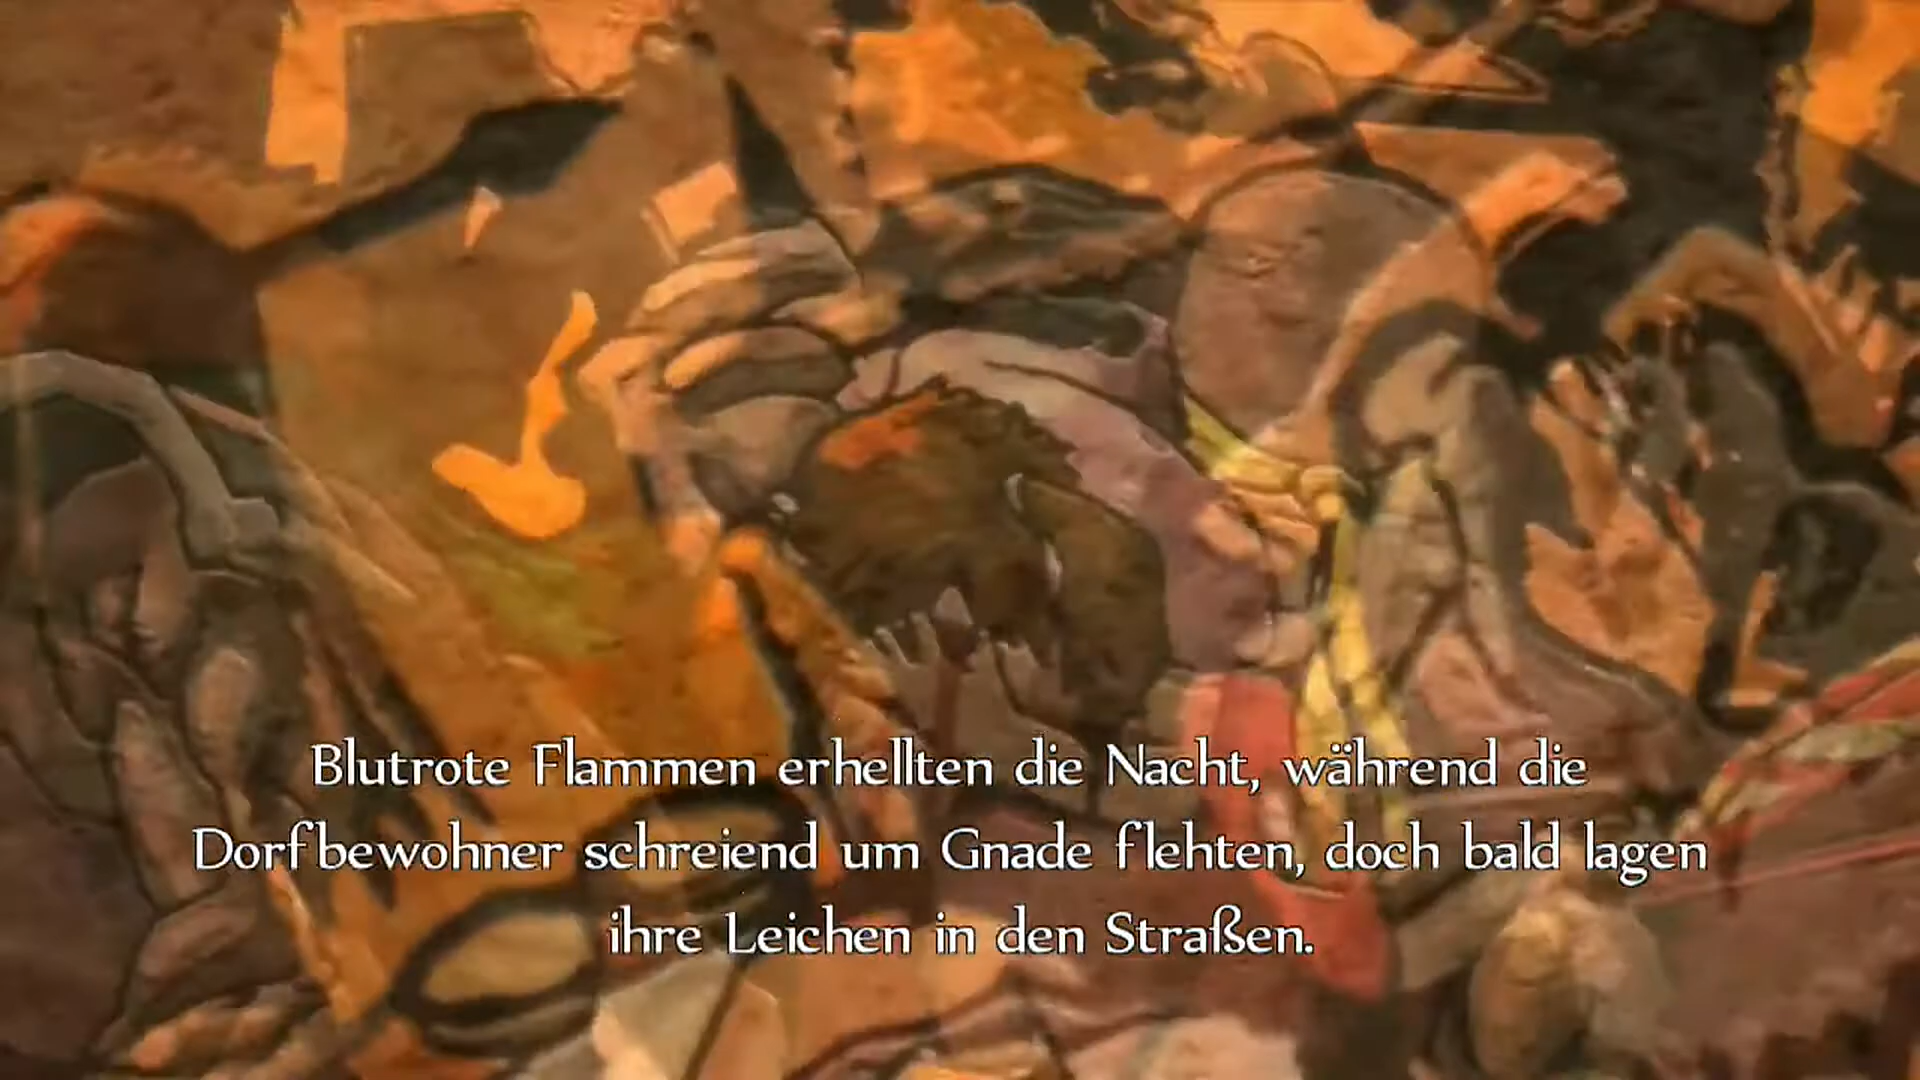 Blutrote Flammen erhellten die Nacht, während die
Dorfbewohner schreiend um Gnade flehten, doch bald lagen
ihre Leichen in den Straßen.